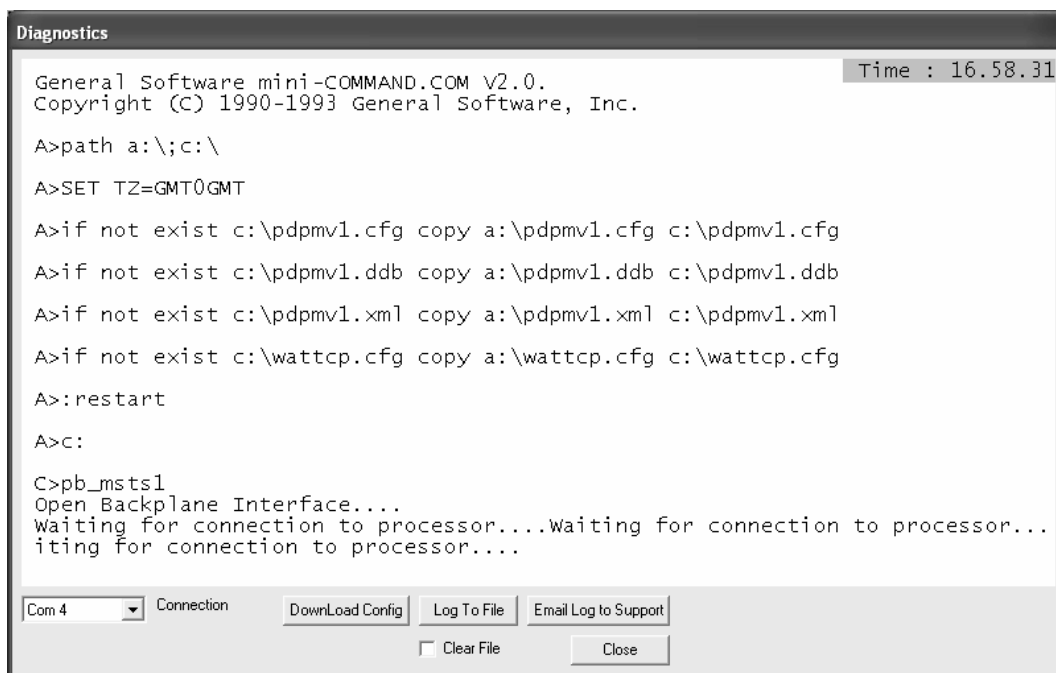 Diagnostics
Time : 16.58.31
General Software mini-COMMAND.COM V2.0.
Copyright (C) 1990-1993 General Software, Inc.
A>path a:\;c:\
A>SET TZ=GMT0GMT
A>if not exist c:\pdpmv1.cfg copy a:\pdpmv1.cfg c:\pdpmv1.cfg
A>if not exist c:\pdpmv1.ddb copy a:\pdpmv1.ddb c:\pdpmv1.ddb
A>if not exist c:\pdpmv1.xml copy a:\pdpmv1.xml c:\pdpmv1.xml
A>if not exist c:\wattcp.cfg copy a:\wattcp.cfg c:\wattcp.cfg
A>:restart
A>c:
C>pb_msts1
Open Backplane Interface....
Waiting for connection to processor....Waiting for connection to processor...
iting for connection to processor....
Com 4 Connection DownLoad Config Log To File Email Log to Support
Clear File Close